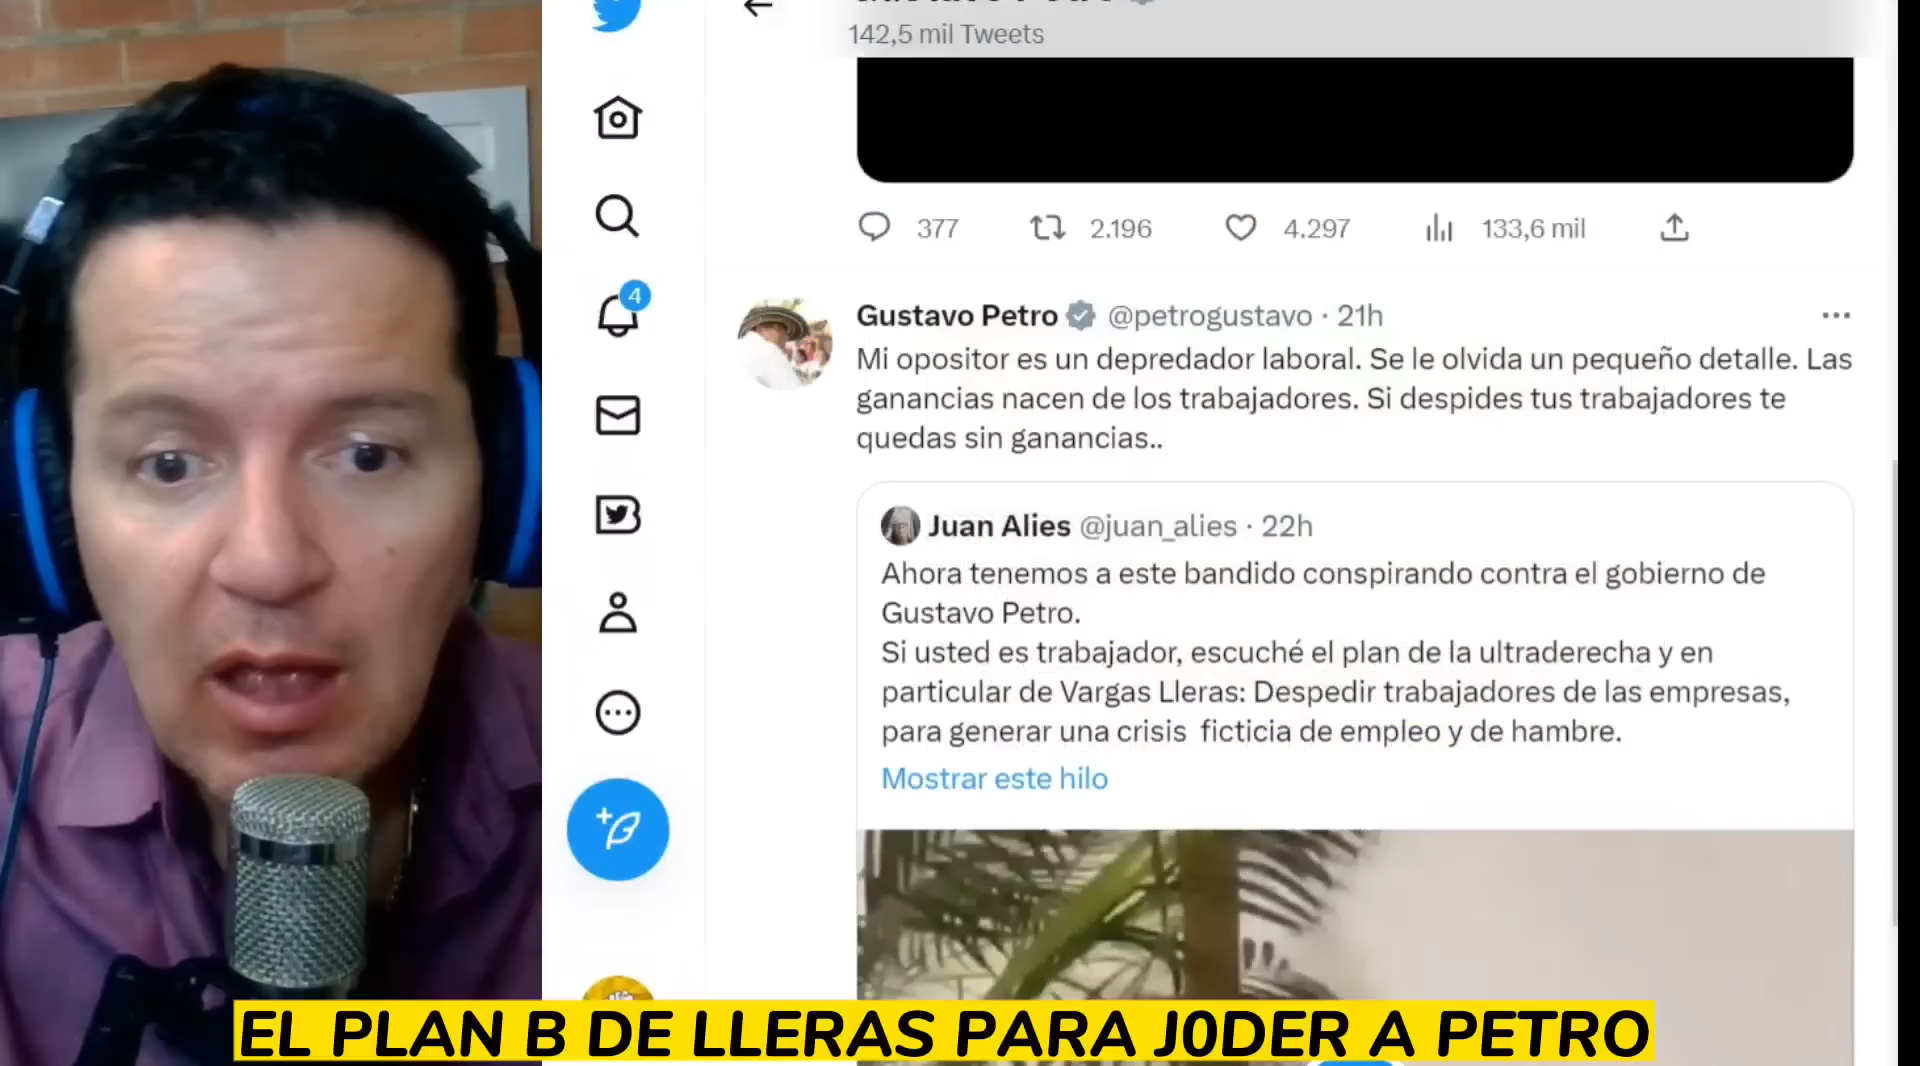 142,5 mil Tweets
377 2.196 4.297 133,6 mil
4
Gustavo Petro @petrogustavo · 21h
Mi opositor es un depredador laboral. Se le olvida un pequeño detalle. Las
ganancias nacen de los trabajadores. Si despides tus trabajadores te
quedas sin ganancias..
Juan Alies @juan_alies · 22h
Ahora tenemos a este bandido conspirando contra el gobierno de
Gustavo Petro.
Si usted es trabajador, escuché el plan de la ultraderecha y en
particular de Vargas Lleras: Despedir trabajadores de las empresas,
para generar una crisis ficticia de empleo y de hambre.
Mostrar este hilo
EL PLAN B DE LLERAS PARA J0DER A PETRO